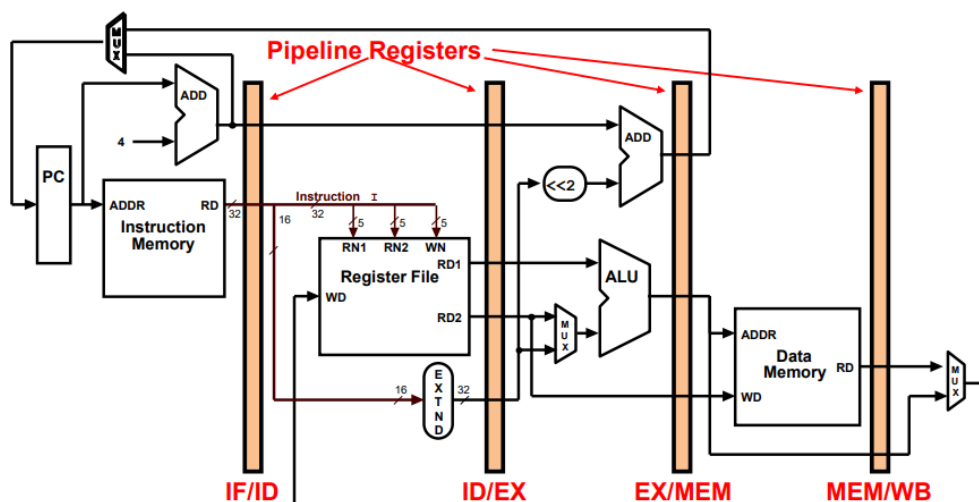 Pipeline Registers
MUX
ADD
4
PC
ADDR
RD
32
Instruction
Memory
Instruction I
16
32
5
5
5
RN1
RN2
WN
RD1
Register File
WD
RD2
16
EXTND
32
<<2
ADD
MUX
ALU
ADDR
Data
Memory
RD
WD
MUX
IF/ID
ID/EX
EX/MEM
MEM/WB